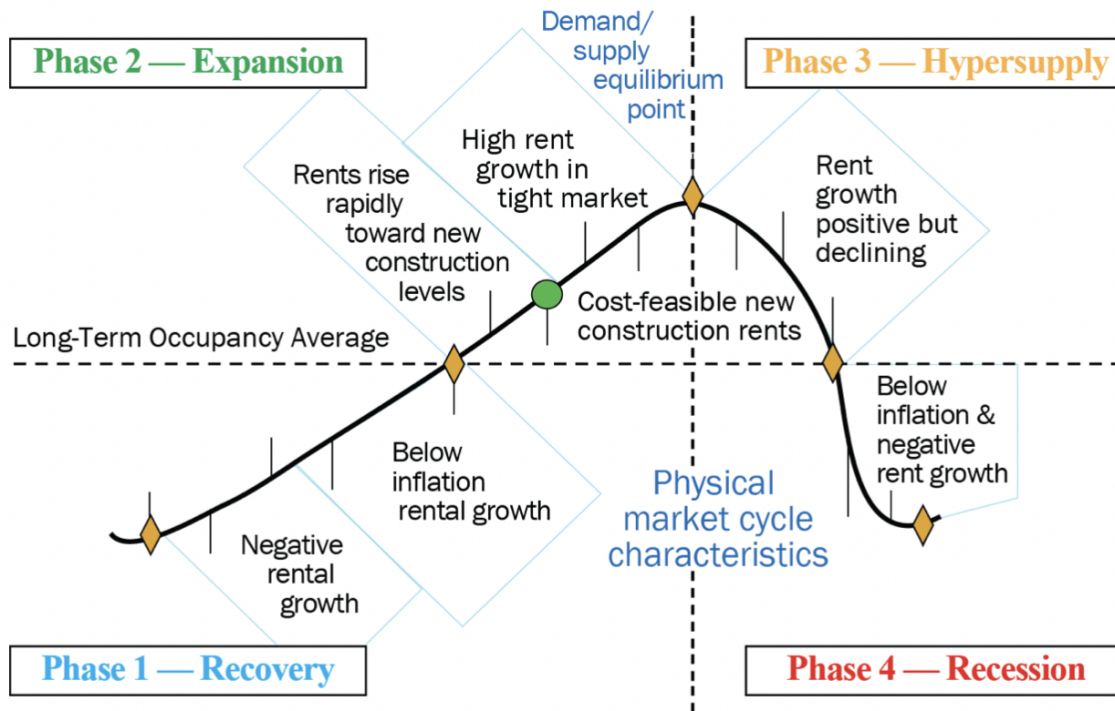 Demand/
supply
equilibrium
point
Phase 2 — Expansion
Phase 3 — Hypersupply
High rent
growth in
tight market
Rents rise
rapidly
toward new
construction
levels
Rent
growth
positive but
declining
Cost-feasible new
construction rents
Long-Term Occupancy Average
Below
inflation &
negative
rent growth
Below
inflation
rental growth
Physical
market cycle
characteristics
Negative
rental
growth
Phase 1 — Recovery
Phase 4 — Recession